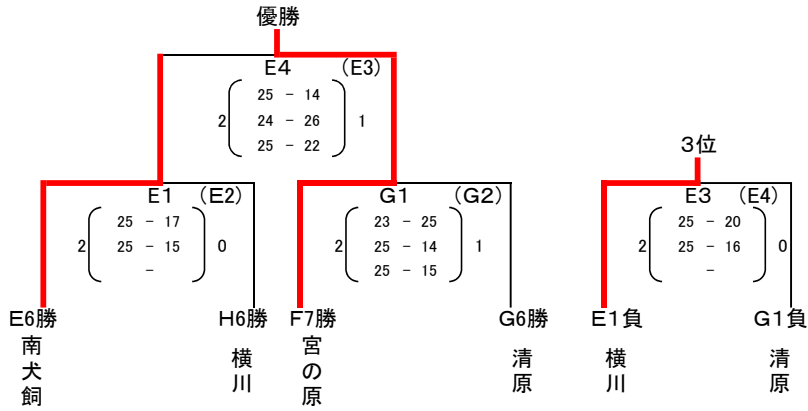 優勝
E4 (E3)
2 25 - 14 1
24 - 26
25 - 22
3位
E1 (E2)
2 25 - 17 0
25 - 15
-
G1 (G2)
2 23 - 25 1
25 - 14
25 - 15
E3 (E4)
2 25 - 20 0
25 - 16
-
E6勝 H6勝 F7勝 G6勝 E1負 G1負
南犬飼 横川 宮の原 清原 横川 清原